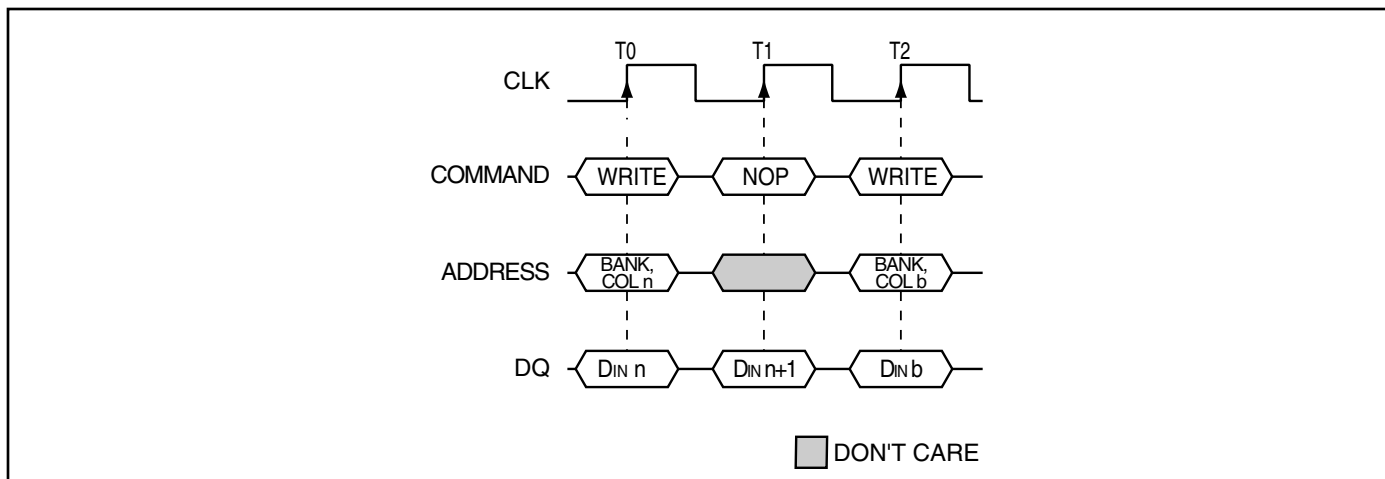 T0 T1 T2
CLK
COMMAND WRITE NOP WRITE
ADDRESS BANK, COL n BANK, COL b
DQ DIN n DIN n+1 DIN b
DON'T CARE